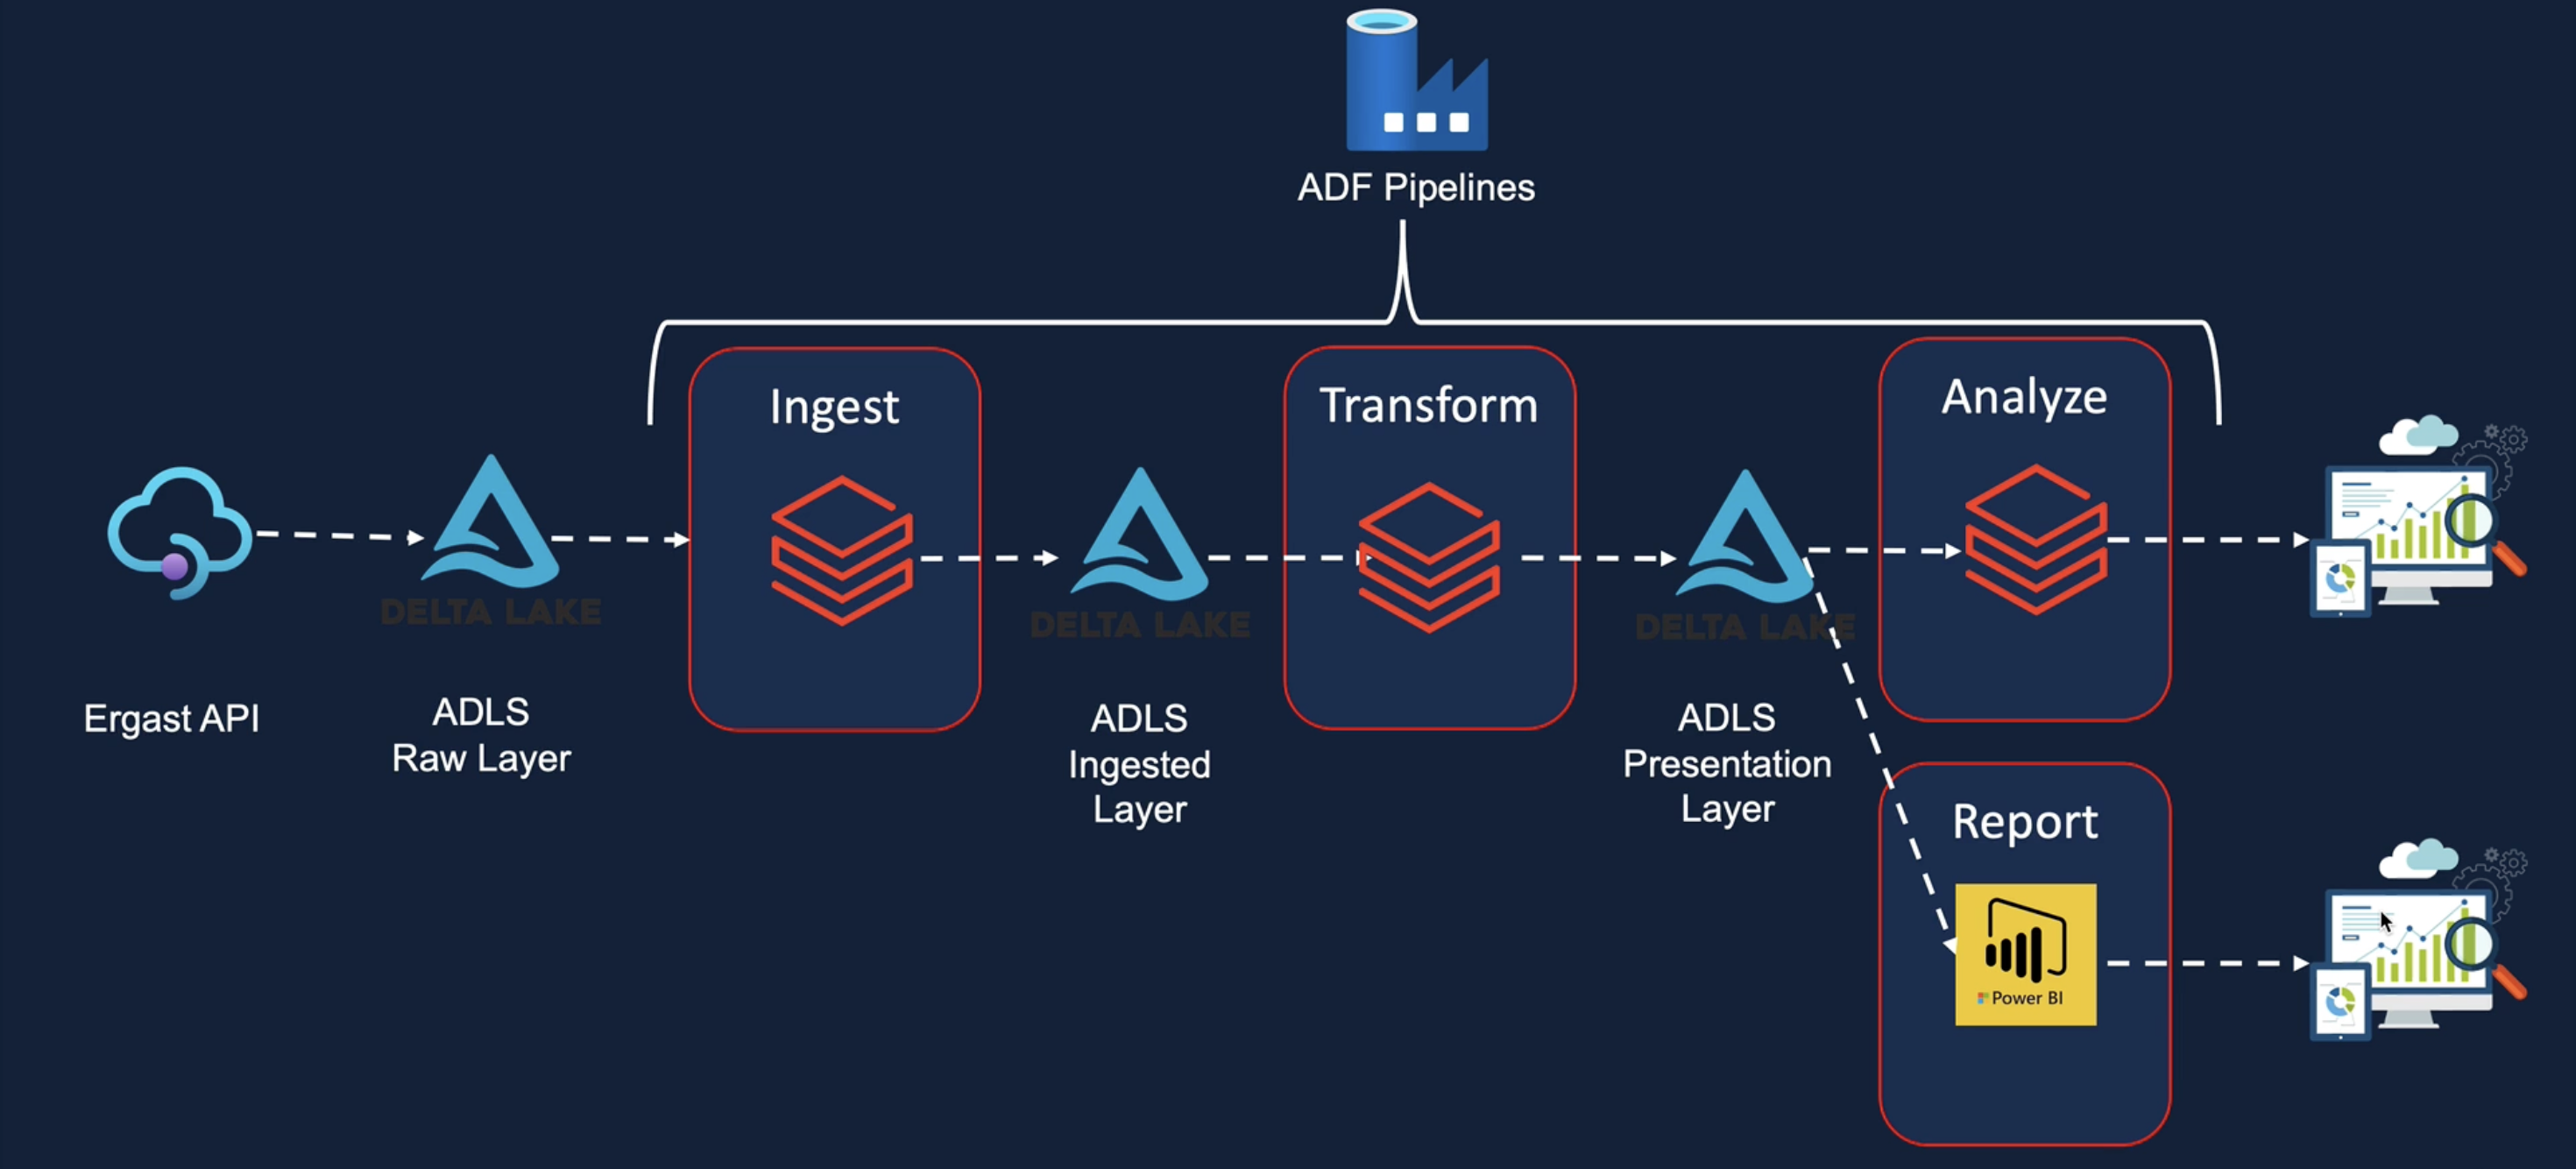 ADF Pipelines
Ingest
Transform
Analyze
DELTA LAKE
DELTA LAKE
DELTA LAKE
Ergast API
ADLS
Raw Layer
ADLS
Ingested
Layer
ADLS
Presentation
Layer
Report
Power BI